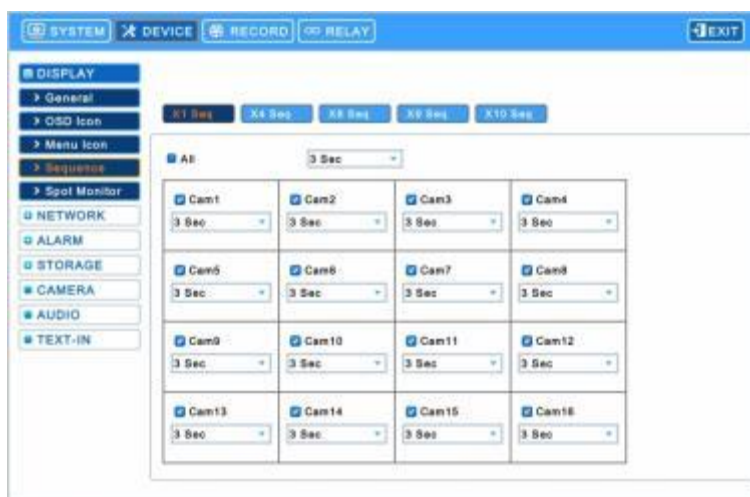 SYSTEM DEVICE RECORD RELAY EXIT
DISPLAY
General
OSD Icon
Menu Icon
Sequence
Spot Monitor
NETWORK
ALARM
STORAGE
CAMERA
AUDIO
TEXT-IN
X1 Seq X4 Seq X8 Seq X9 Seq X10 Seq
All 3 Sec
Cam1 Cam2 Cam3 Cam4
3 Sec 3 Sec 3 Sec 3 Sec
Cam5 Cam6 Cam7 Cam8
3 Sec 3 Sec 3 Sec 3 Sec
Cam9 Cam10 Cam11 Cam12
3 Sec 3 Sec 3 Sec 3 Sec
Cam13 Cam14 Cam15 Cam16
3 Sec 3 Sec 3 Sec 3 Sec